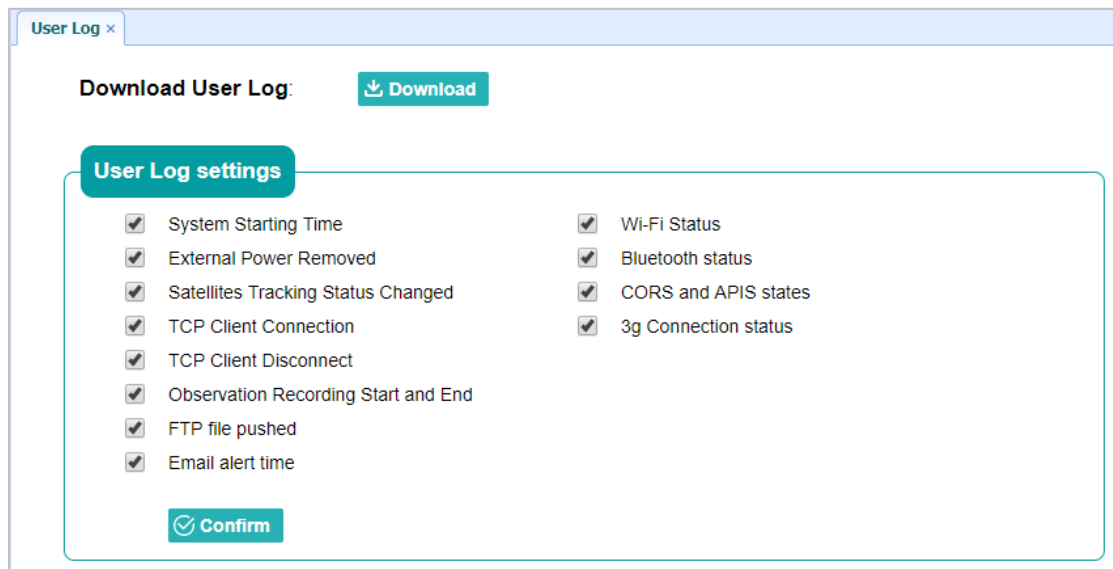 User Log ×
Download User Log:
Download
User Log settings
System Starting Time
External Power Removed
Satellites Tracking Status Changed
TCP Client Connection
TCP Client Disconnect
Observation Recording Start and End
FTP file pushed
Email alert time
Wi-Fi Status
Bluetooth status
CORS and APIS states
3g Connection status
Confirm